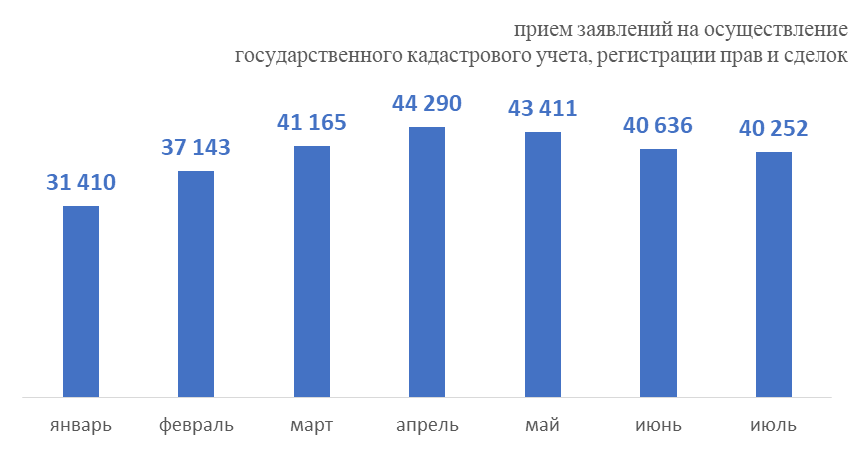 прием заявлений на осуществление
государственного кадастрового учета, регистрации прав и сделок
31 410
37 143
41 165
44 290
43 411
40 636
40 252
январь
февраль
март
апрель
май
июнь
июль